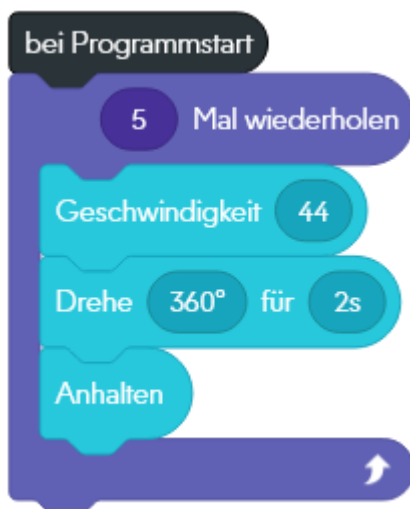 bei Programmstart
5 Mal wiederholen
Geschwindigkeit 44
Drehe 360° für 2s
Anhalten